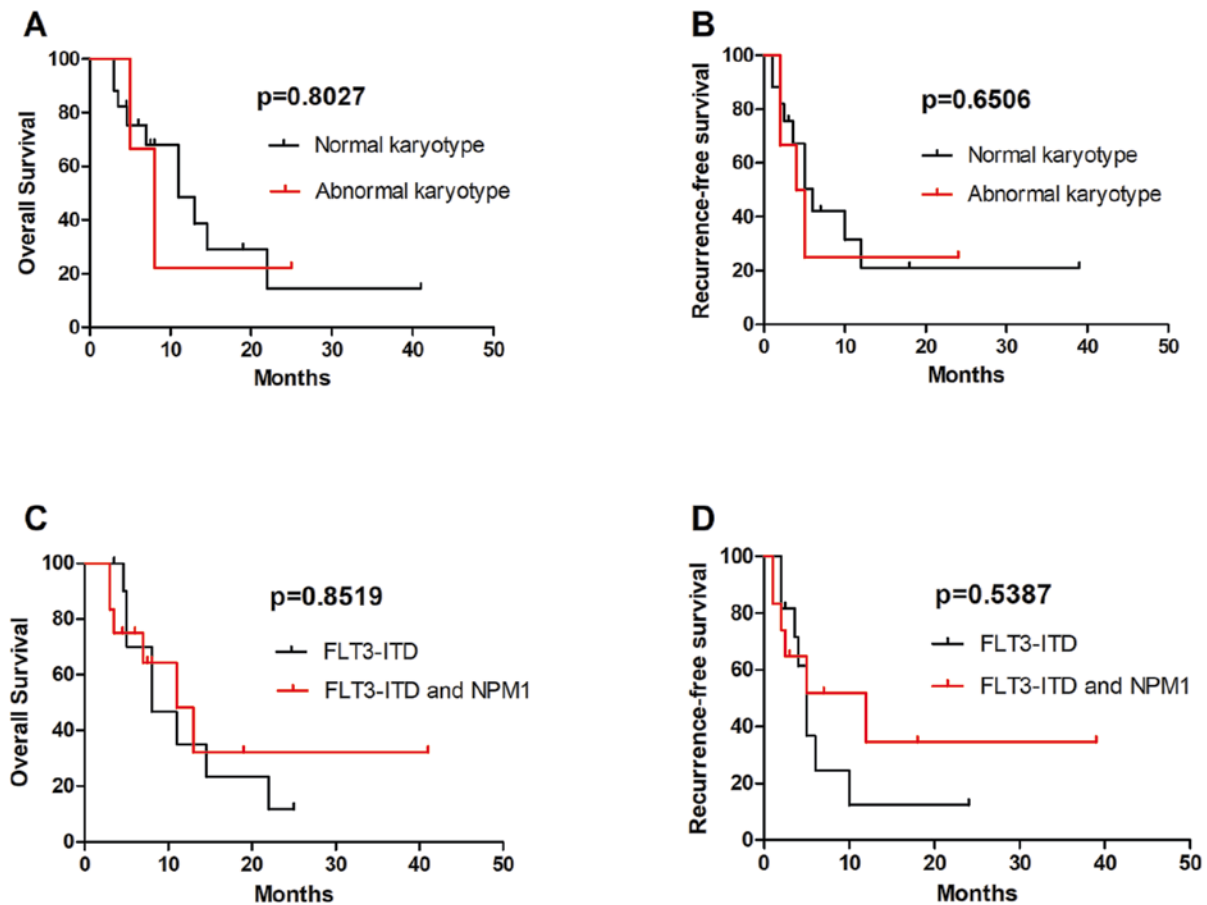 A
Overall Survival
100
80
60
40
20
0
p=0.8027
Normal karyotype
Abnormal karyotype
0 10 20 30 40 50
Months
B
Recurrence-free survival
100
80
60
40
20
0
p=0.6506
Normal karyotype
Abnormal karyotype
0 10 20 30 40 50
Months
C
Overall Survival
100
80
60
40
20
0
p=0.8519
FLT3-ITD
FLT3-ITD and NPM1
0 10 20 30 40 50
Months
D
Recurrence-free survival
100
80
60
40
20
0
p=0.5387
FLT3-ITD
FLT3-ITD and NPM1
0 10 20 30 40 50
Months